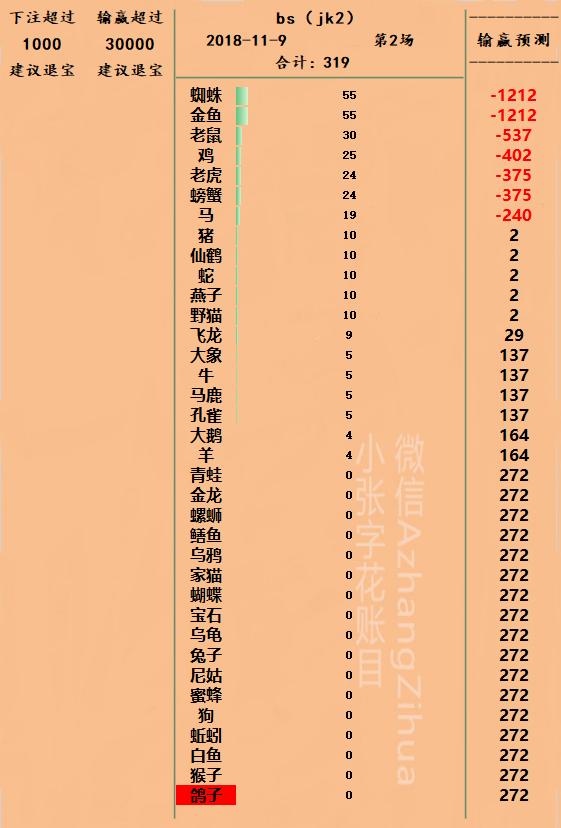 下注超过 输赢超过
1000 30000
建议退宝 建议退宝
bs（jk2）
2018-11-9 第2场
合计：319
输赢预测
蜘蛛 55 -1212
金鱼 55 -1212
老鼠 30 -537
鸡 25 -402
老虎 24 -375
螃蟹 24 -375
马 19 -240
猪 10 2
仙鹤 10 2
蛇 10 2
燕子 10 2
野猫 10 2
飞龙 9 29
大象 5 137
牛 5 137
马鹿 5 137
孔雀 5 137
大鹅 4 164
羊 4 164
青蛙 0 272
金龙 0 272
螺蛳 0 272
鳝鱼 0 272
乌鸦 0 272
家猫 0 272
蝴蝶 0 272
宝石 0 272
乌龟 0 272
兔子 0 272
尼姑 0 272
蜜蜂 0 272
狗 0 272
蚯蚓 0 272
白鱼 0 272
猴子 0 272
鸽子 0 272
微信Azhangzihua
小张字花账目